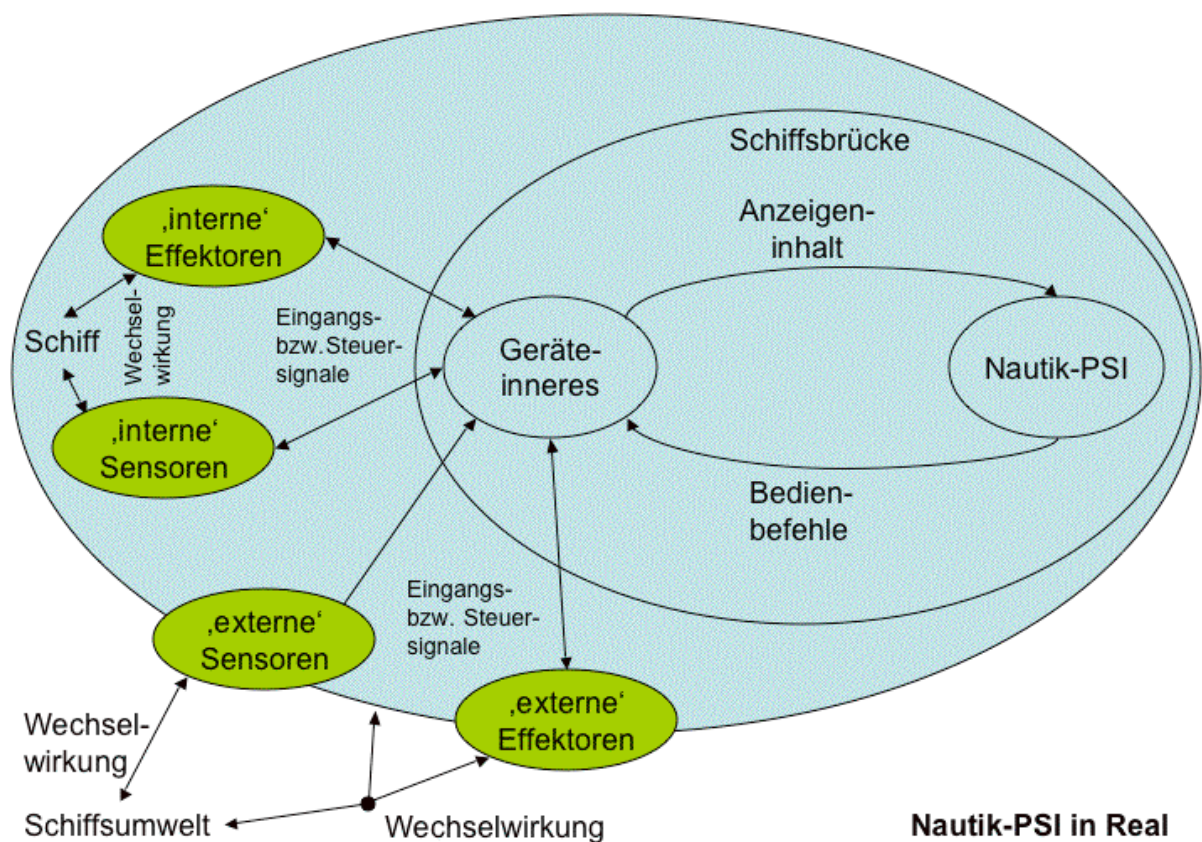 Schiffsbrücke
Anzeigen-
inhalt
‚interne‘
Effektoren
Schiff
Wechsel-
wirkung
Eingangs-
bzw. Steuer-
signale
Geräte-
inneres
Nautik-PSI
‚interne‘
Sensoren
Bedien-
befehle
‚externe‘
Sensoren
Eingangs-
bzw. Steuer-
signale
‚externe‘
Effektoren
Wechsel-
wirkung
Schiffsumwelt
Wechselwirkung
Nautik-PSI in Real